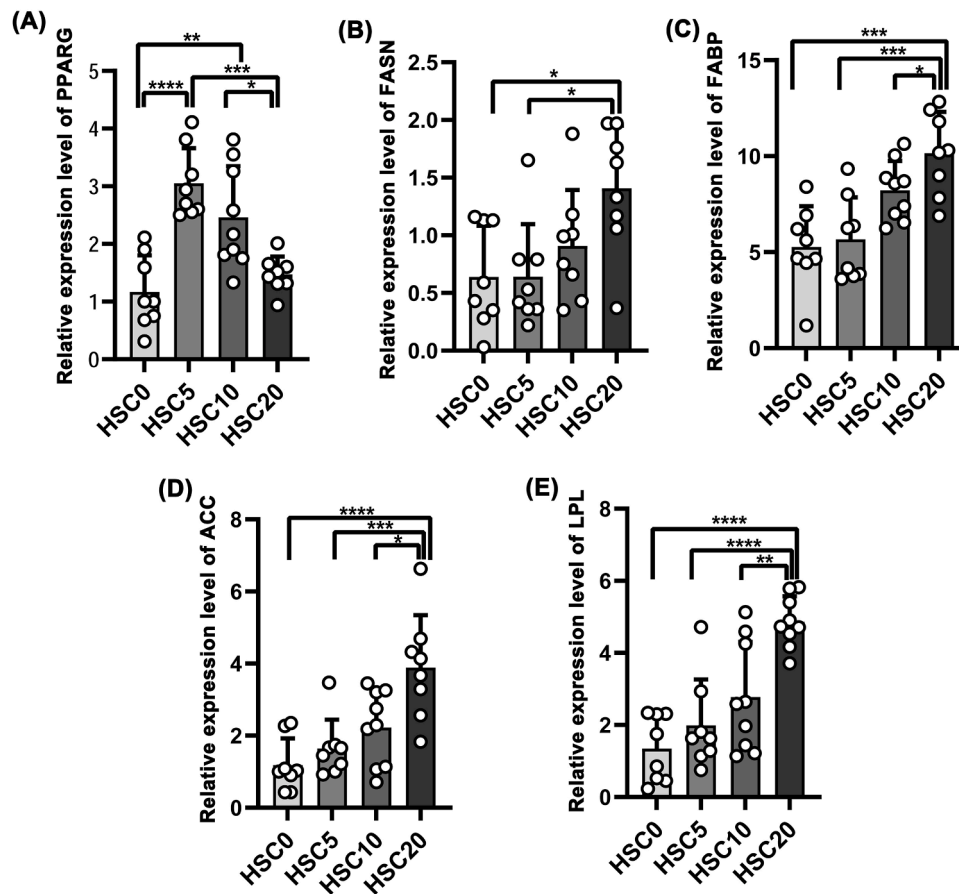 (A)
Relative expression level of PPARG
5
4
3
2
1
0
**
****
***
*
HSC0
HSC5
HSC10
HSC20
(B)
Relative expression level of FASN
2.5
2.0
1.5
1.0
0.5
0.0
*
*
HSC0
HSC5
HSC10
HSC20
(C)
Relative expression level of FABP
15
10
5
0
***
***
*
HSC0
HSC5
HSC10
HSC20
(D)
Relative expression level of ACC
8
6
4
2
0
****
***
*
HSC0
HSC5
HSC10
HSC20
(E)
Relative expression level of LPL
8
6
4
2
0
****
****
**
HSC0
HSC5
HSC10
HSC20